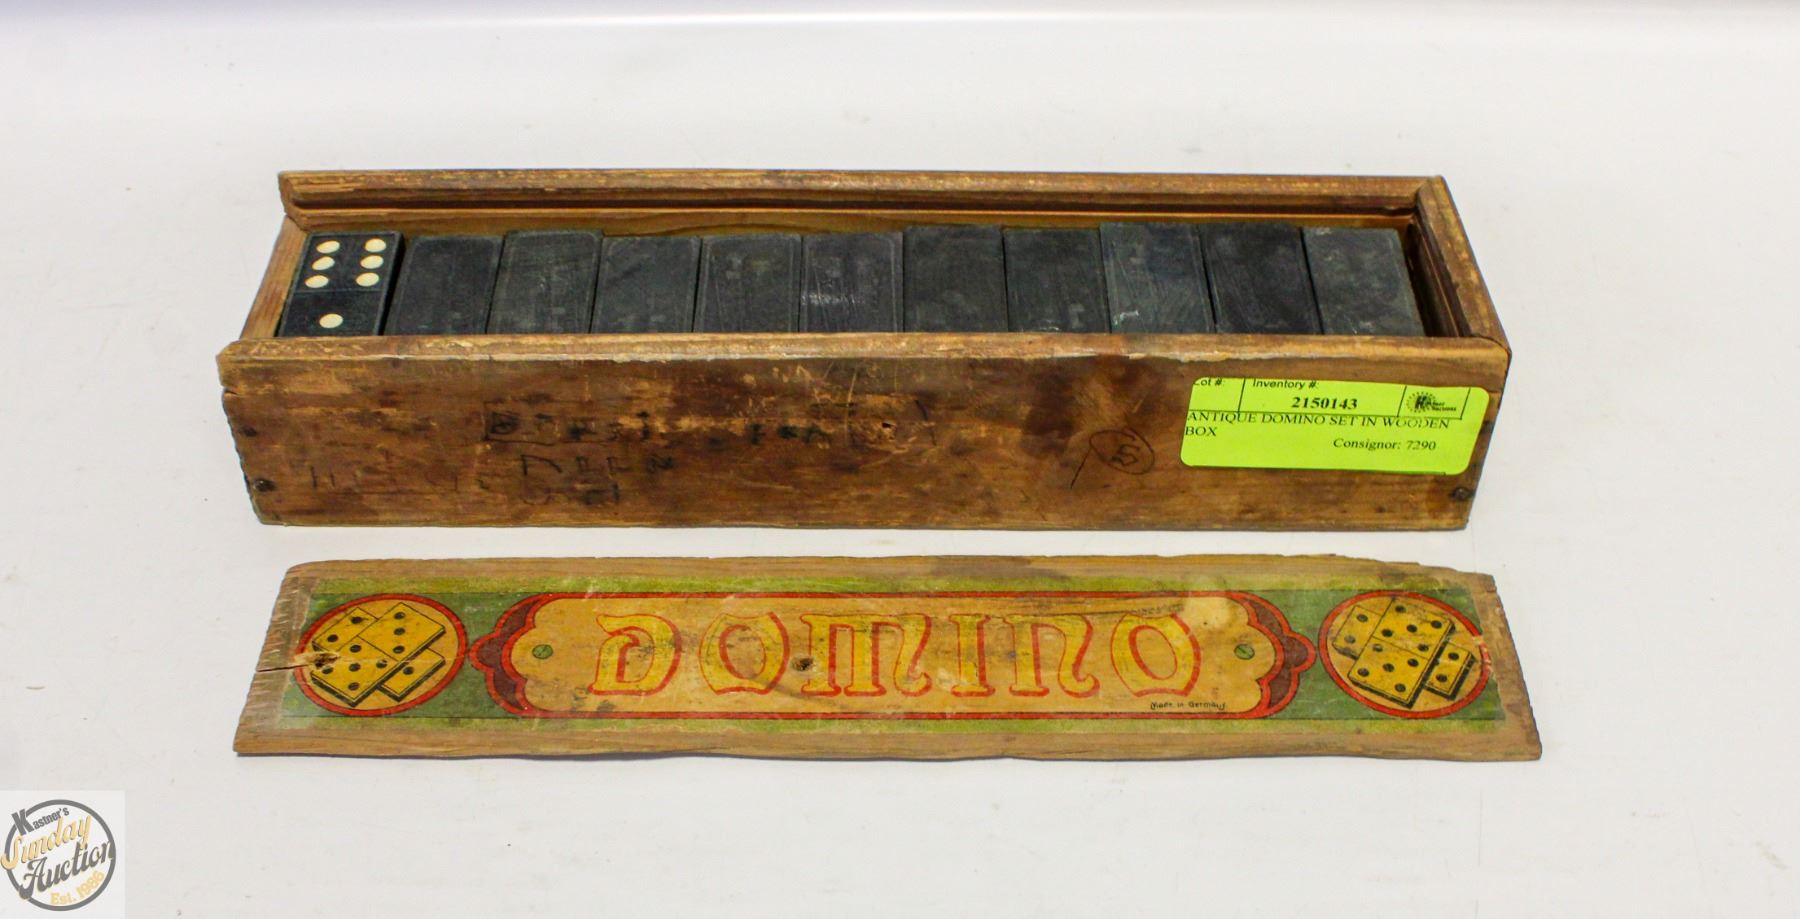 Lot #:
Inventory #:
2150143
ANTIQUE DOMINO SET IN WOODEN
BOX
Consignor: 7290
DOMINO
Made in Germany
Kastner's
Sunday
Auction
Est. 1986